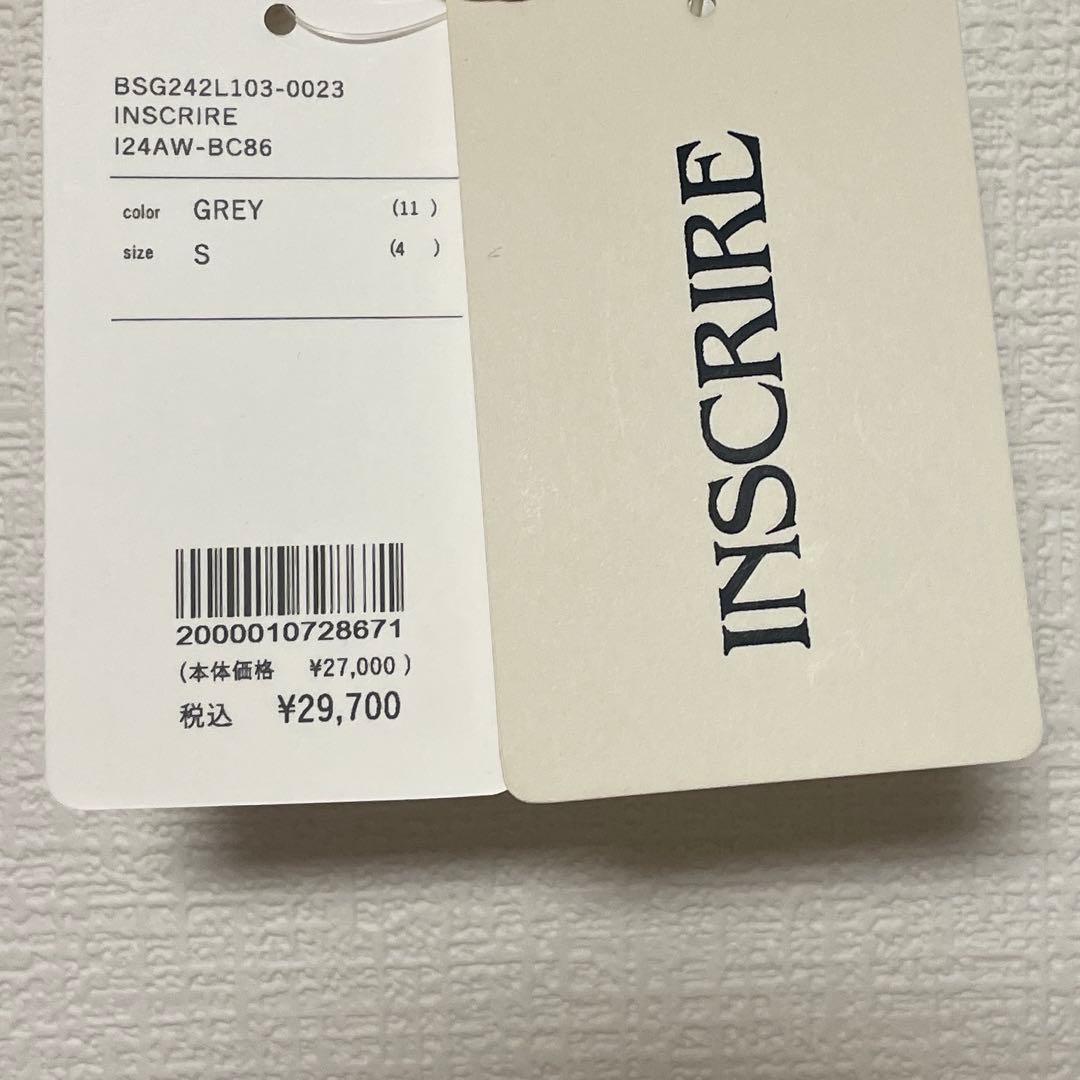 BSG242L103-0023
INSCRIRE
I24AW-BC86
color GREY (11 )
size S (4 )
2000010728671
(本体価格 ¥27,000 )
税込 ¥29,700
INSCRIRE